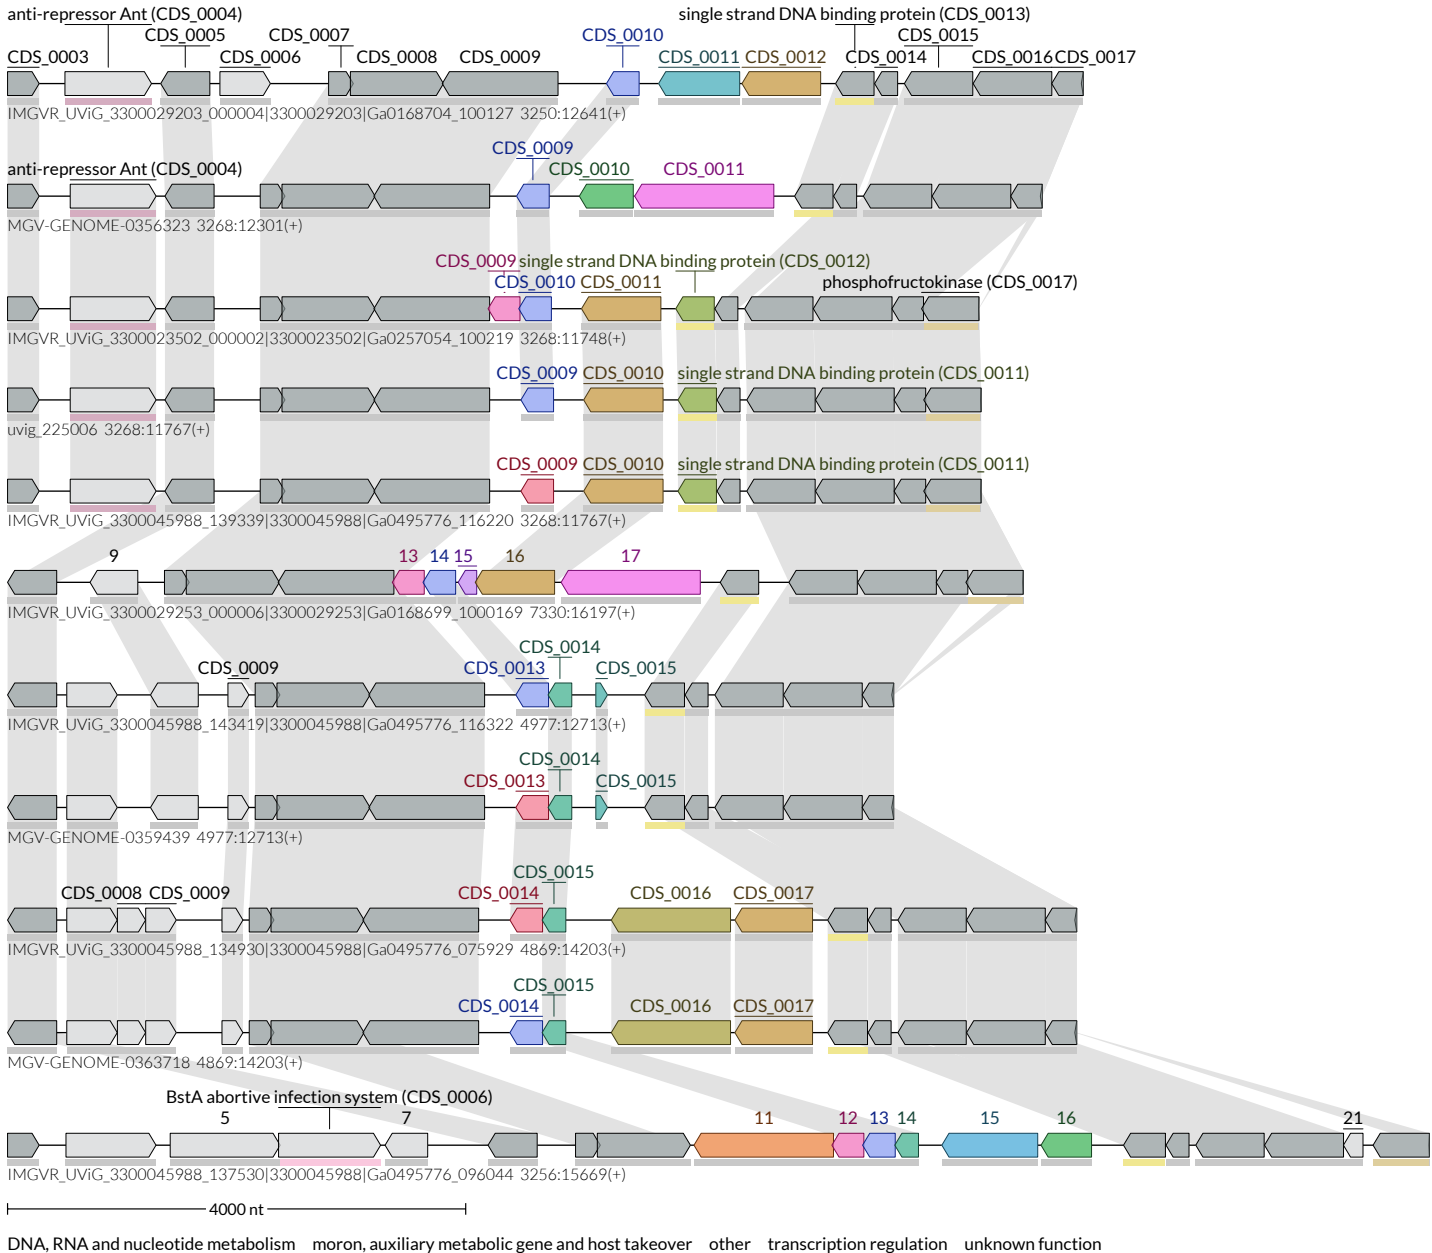 anti-repressor Ant (CDS_0004) single strand DNA binding protein (CDS_0013)
CDS_0005 CDS_0007 CDS_0010 CDS_0015
CDS_0003 CDS_0006 CDS_0008 CDS_0009 CDS_0011 CDS_0012 CDS_0014 CDS_0016 CDS_0017
IMGVR_UViG_3300029203_000004|3300029203|Ga0168704_100127 3250:12641(+)
CDS_0009
anti-repressor Ant (CDS_0004) CDS_0010 CDS_0011
MGV-GENOME-0356323 3268:12301(+)
CDS_0009 single strand DNA binding protein (CDS_0012)
CDS_0010 CDS_0011 phosphofructokinase (CDS_0017)
IMGVR_UViG_3300023502_000002|3300023502|Ga0257054_100219 3268:11748(+)
CDS_0009 CDS_0010 single strand DNA binding protein (CDS_0011)
uvig_225006 3268:11767(+)
CDS_0009 CDS_0010 single strand DNA binding protein (CDS_0011)
IMGVR_UViG_3300045988_139339|3300045988|Ga0495776_116220 3268:11767(+)
9 13 14 15 16 17
IMGVR_UViG_3300029253_000006|3300029253|Ga0168699_1000169 7330:16197(+)
CDS_0014
CDS_0009 CDS_0013 CDS_0015
IMGVR_UViG_3300045988_143419|3300045988|Ga0495776_116322 4977:12713(+)
CDS_0014
CDS_0013 CDS_0015
MGV-GENOME-0359439 4977:12713(+)
CDS_0015
CDS_0008 CDS_0009 CDS_0014 CDS_0016 CDS_0017
IMGVR_UViG_3300045988_134930|3300045988|Ga0495776_075929 4869:14203(+)
CDS_0015
CDS_0014 CDS_0016 CDS_0017
MGV-GENOME-0363718 4869:14203(+)
BstA abortive infection system (CDS_0006)
5 7 11 12 13 14 15 16 21
IMGVR_UViG_3300045988_137530|3300045988|Ga0495776_096044 3256:15669(+)
4000 nt
DNA, RNA and nucleotide metabolism moron, auxiliary metabolic gene and host takeover other transcription regulation unknown function